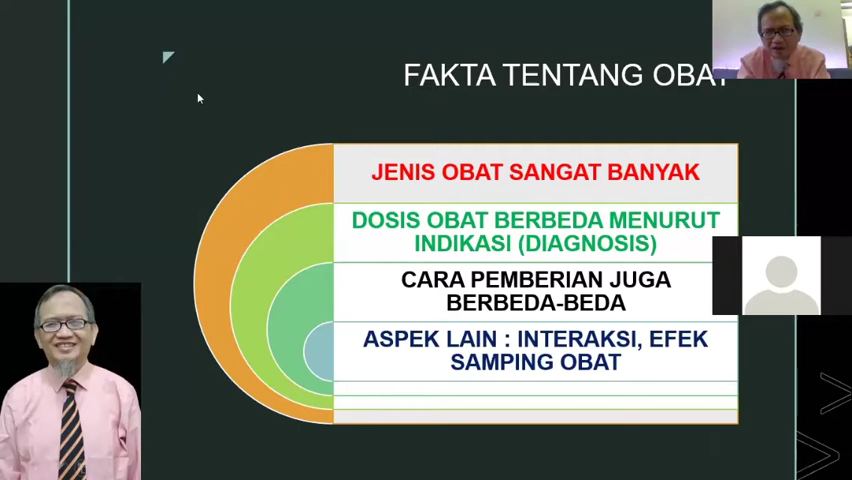 FAKTA TENTANG OBAT
JENIS OBAT SANGAT BANYAK
DOSIS OBAT BERBEDA MENURUT
INDIKASI (DIAGNOSIS)
CARA PEMBERIAN JUGA
BERBEDA-BEDA
ASPEK LAIN : INTERAKSI, EFEK
SAMPING OBAT